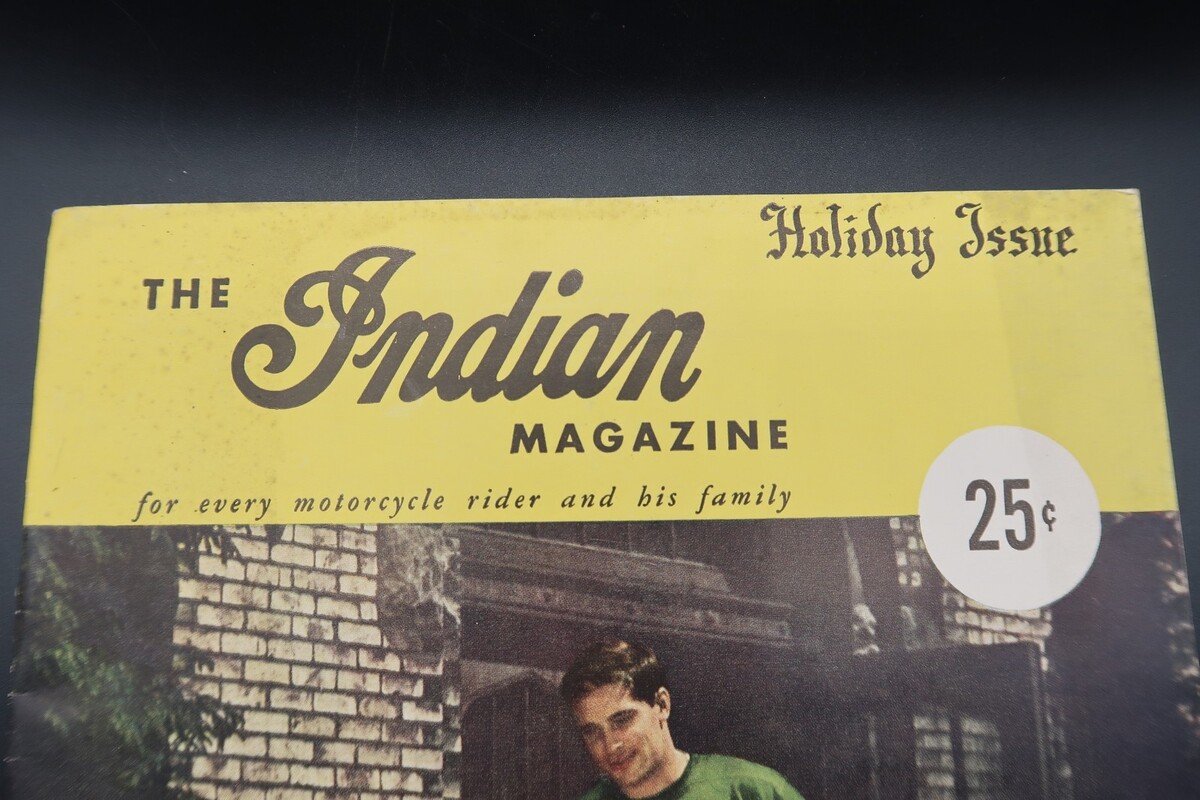 Holiday Issue
THE Indian
MAGAZINE
for every motorcycle rider and his family
25¢